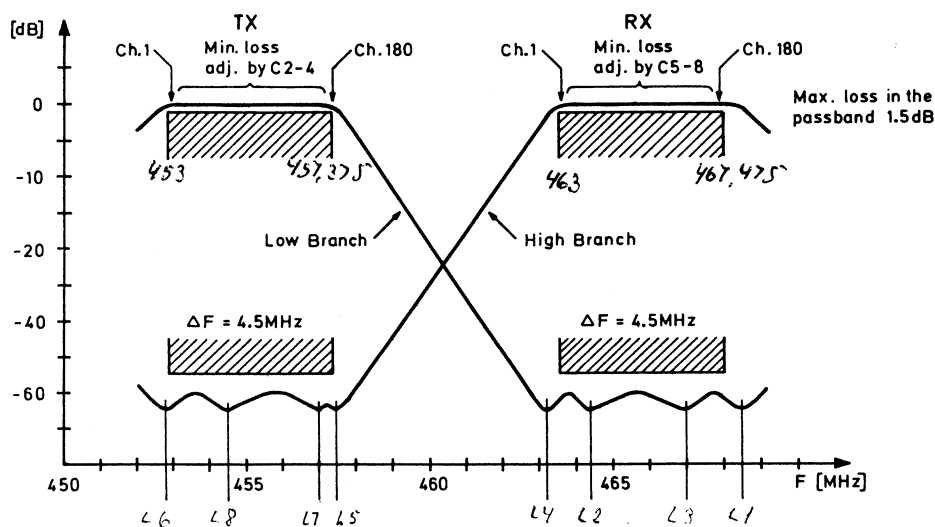 [dB]
TX
RX
Ch.1
Min. loss
adj. by C2-4
Ch. 180
Ch.1
Min. loss
adj. by C5-8
Ch.180
Max. loss in the
passband 1.5dB
0
-10
-20
-30
-40
-50
-60
453
457,375
463
467,475
Low Branch
High Branch
ΔF = 4.5MHz
ΔF = 4.5MHz
450
455
460
465
F [MHz]
L6
L8
L7
L5
L4
L2
L3
L1